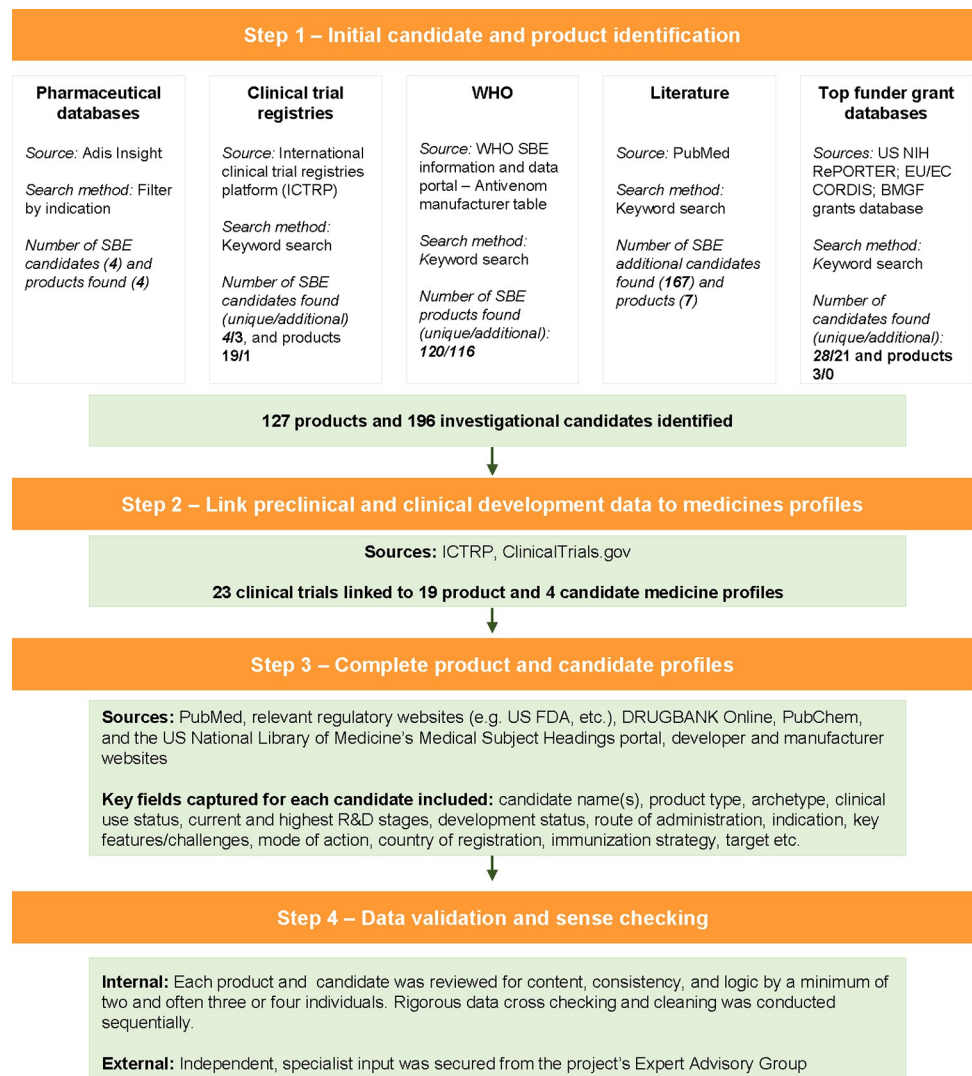 Step 1 – Initial candidate and product identification
Pharmaceutical
databases
Source: Adis Insight
Search method: Filter
by indication
Number of SBE
candidates (4) and
products found (4)
Clinical trial
registries
Source: International
clinical trial registries
platform (ICTRP)
Search method:
Keyword search
Number of SBE
candidates found
(unique/additional)
4/3, and products
19/1
WHO
Source: WHO SBE
information and data
portal – Antivenom
manufacturer table
Search method:
Keyword search
Number of SBE
products found
(unique/additional):
120/116
Literature
Source: PubMed
Search method:
Keyword search
Number of SBE
additional candidates
found (167) and
products (7)
Top funder grant
databases
Sources: US NIH
RePORTER; EU/EC
CORDIS; BMGF
grants database
Search method:
Keyword search
Number of
candidates found
(unique/additional):
28/21 and products
3/0
127 products and 196 investigational candidates identified
Step 2 – Link preclinical and clinical development data to medicines profiles
Sources: ICTRP, ClinicalTrials.gov
23 clinical trials linked to 19 product and 4 candidate medicine profiles
Step 3 – Complete product and candidate profiles
Sources: PubMed, relevant regulatory websites (e.g. US FDA, etc.), DRUGBANK Online, PubChem,
and the US National Library of Medicine's Medical Subject Headings portal, developer and manufacturer
websites
Key fields captured for each candidate included: candidate name(s), product type, archetype, clinical
use status, current and highest R&D stages, development status, route of administration, indication, key
features/challenges, mode of action, country of registration, immunization strategy, target etc.
Step 4 – Data validation and sense checking
Internal: Each product and candidate was reviewed for content, consistency, and logic by a minimum of
two and often three or four individuals. Rigorous data cross checking and cleaning was conducted
sequentially.
External: Independent, specialist input was secured from the project's Expert Advisory Group